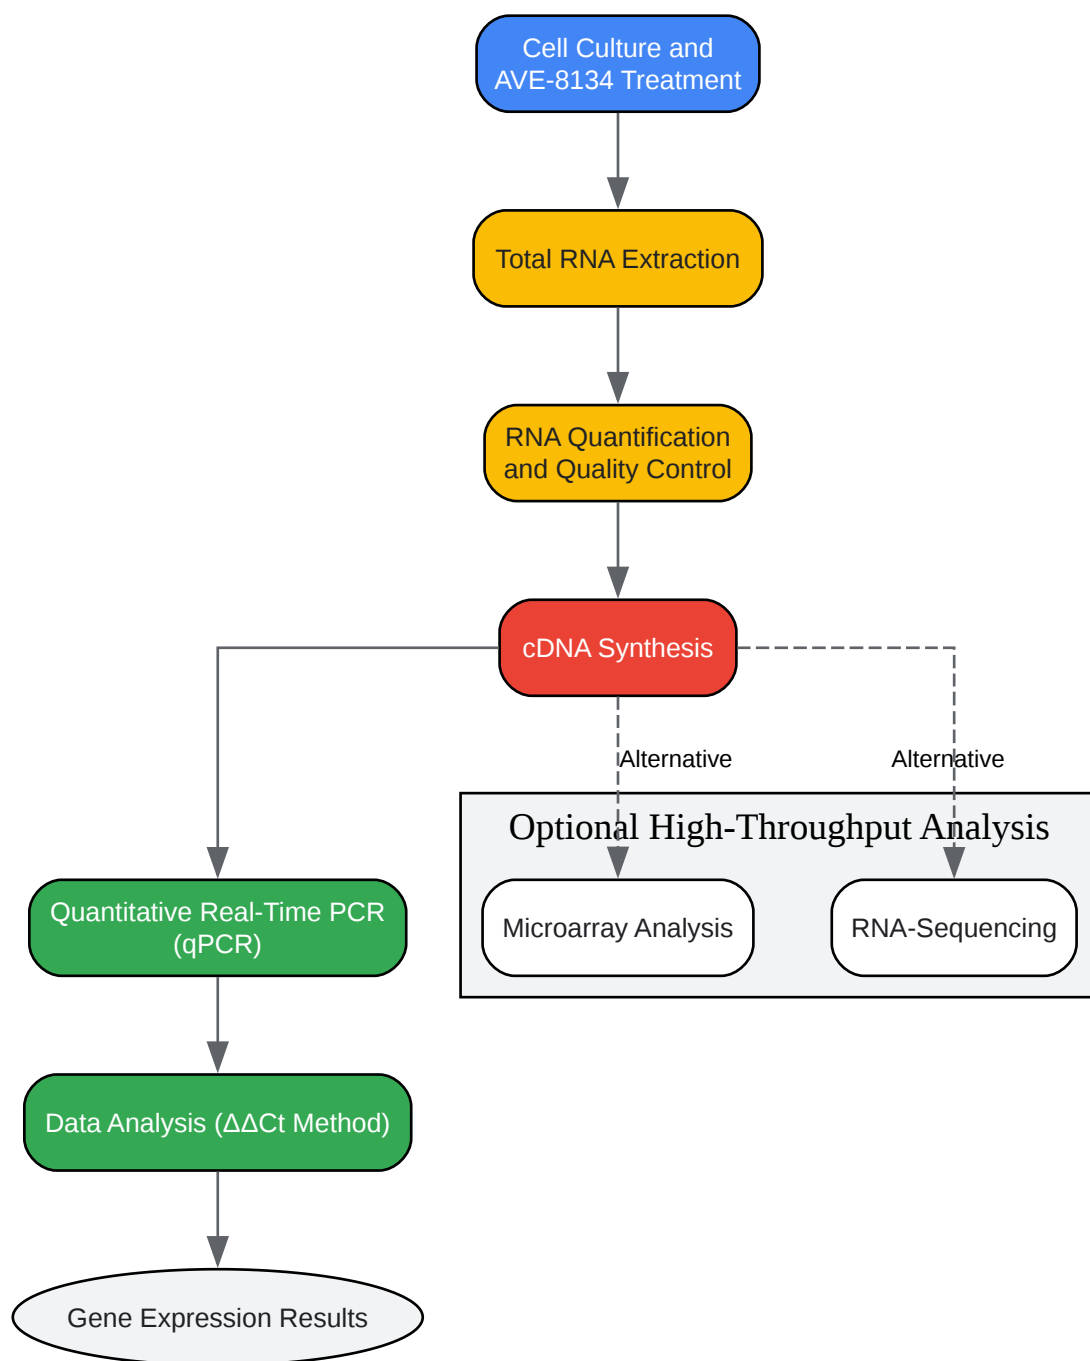 Cell Culture and
AVE-8134 Treatment
Total RNA Extraction
RNA Quantification
and Quality Control
cDNA Synthesis
Alternative
Alternative
Optional High-Throughput Analysis
Quantitative Real-Time PCR
(qPCR)
Microarray Analysis
RNA-Sequencing
Data Analysis (ΔΔCt Method)
Gene Expression Results